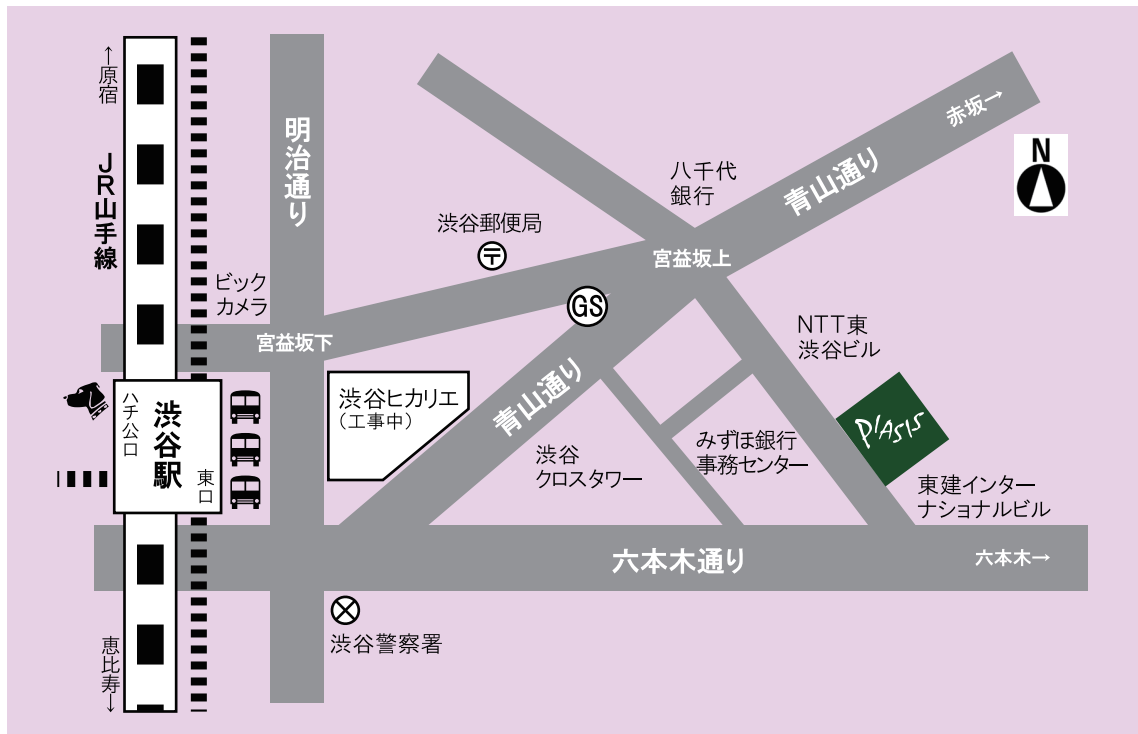 ↑原宿
JR山手線
明治通り
赤坂→
N
青山通り
八千代
銀行
渋谷郵便局
〒
宮益坂上
ビック
カメラ
GS
宮益坂下
NTT東
渋谷ビル
渋谷ヒカリエ
(工事中)
青山通り
ハチ公口
渋谷駅
東口
PIASIS
みずほ銀行
事務センター
渋谷
クロスタワー
東建インター
ナショナルビル
六本木通り
六本木→
渋谷警察署
恵比寿↓